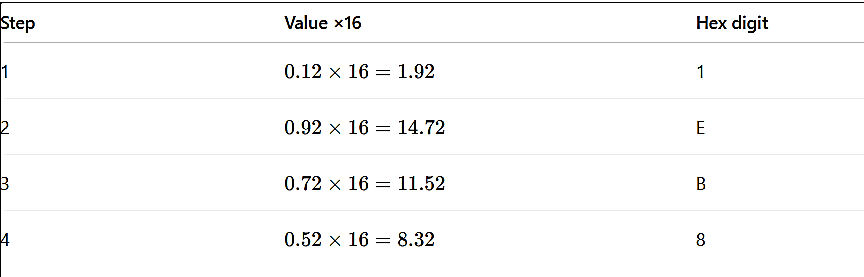 Step Value ×16 Hex digit
1 0.12 × 16 = 1.92 1
2 0.92 × 16 = 14.72 E
3 0.72 × 16 = 11.52 B
4 0.52 × 16 = 8.32 8